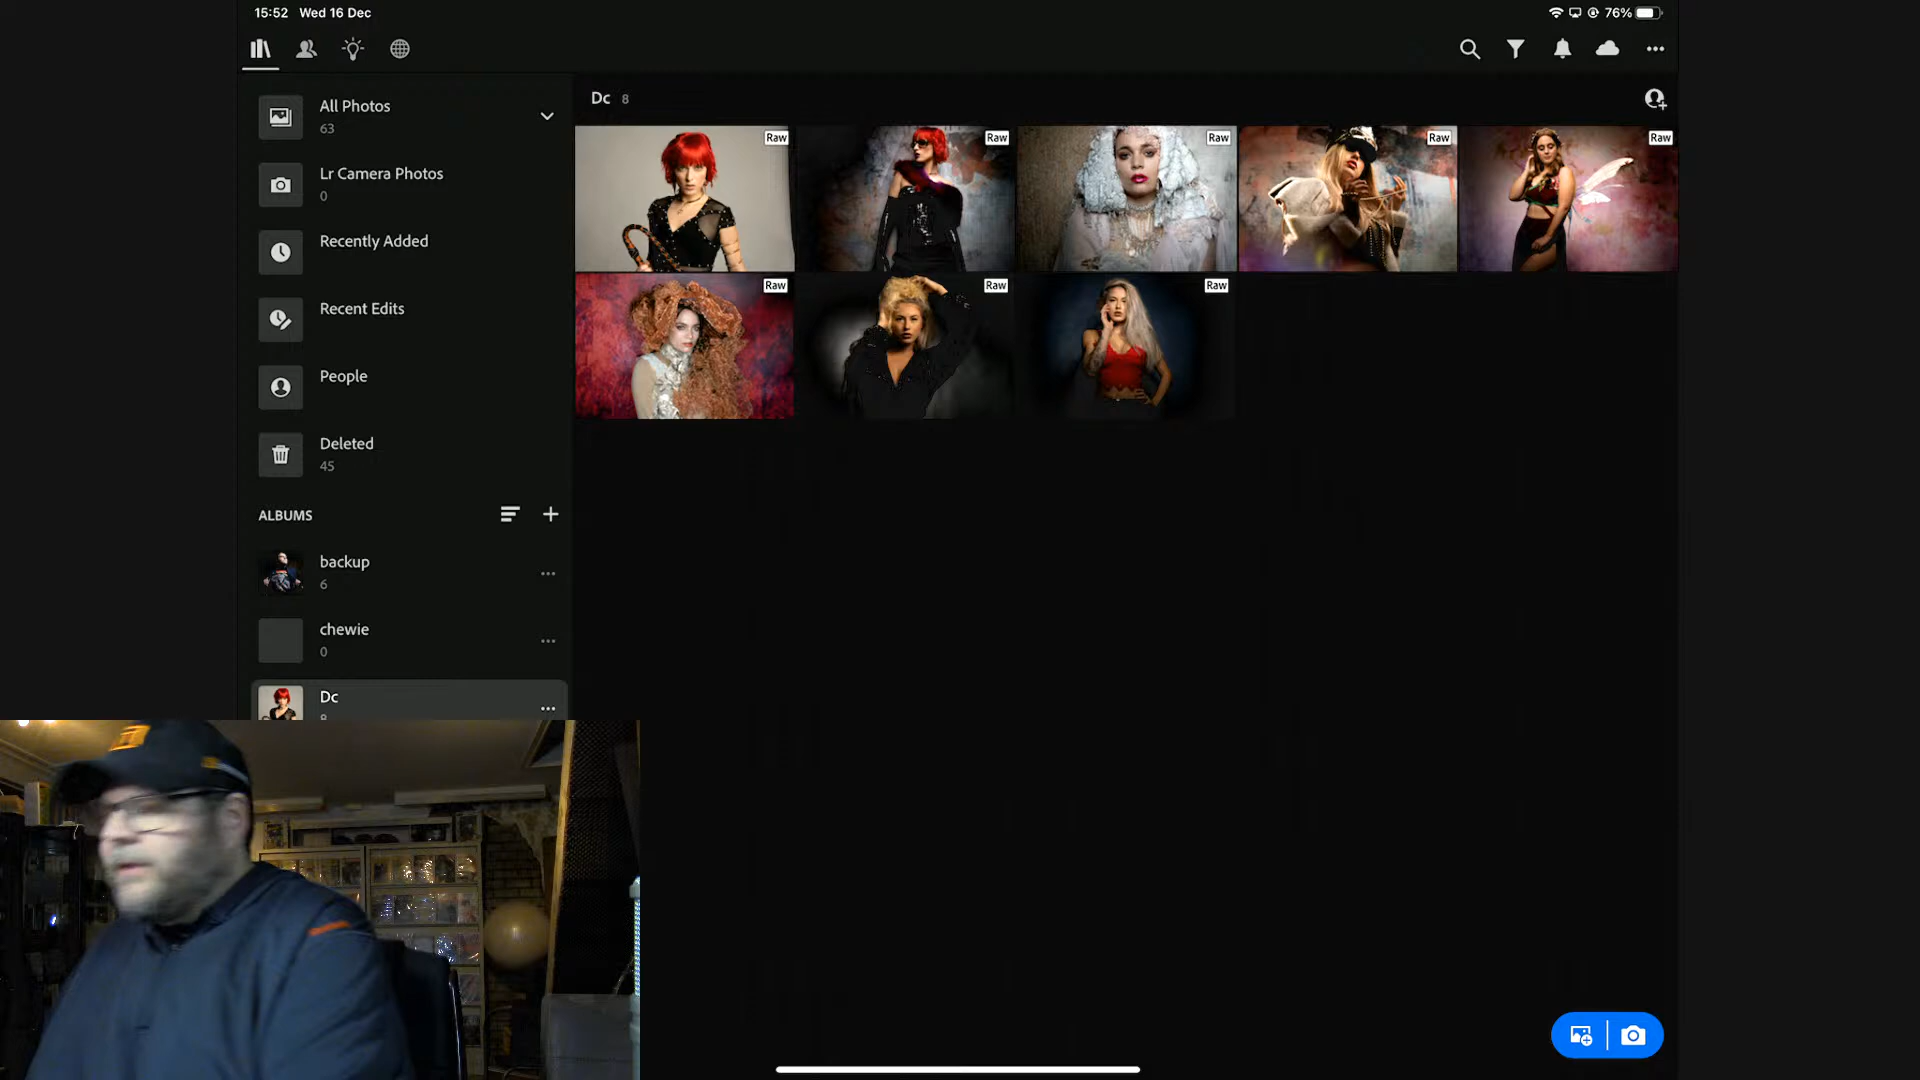 15:52 Wed 16 Dec
76%
All Photos
63
Dc 8
Raw Raw Raw Raw Raw
Lr Camera Photos
0
Recently Added
Raw Raw Raw
Recent Edits
People
Deleted
45
ALBUMS
backup
6
chewie
0
Dc